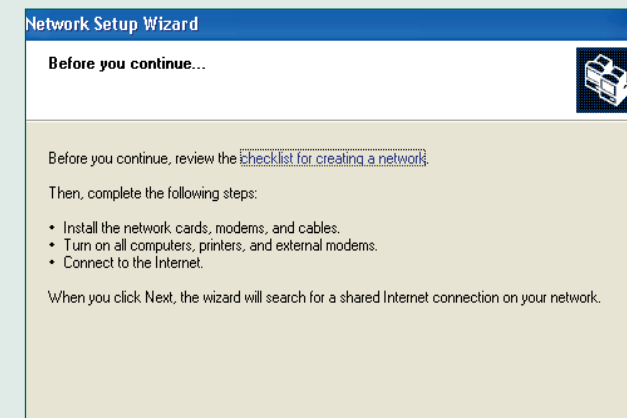 Network Setup Wizard
Before you continue...
Before you continue, review the checklist for creating a network.
Then, complete the following steps:
• Install the network cards, modems, and cables.
• Turn on all computers, printers, and external modems.
• Connect to the Internet.
When you click Next, the wizard will search for a shared Internet connection on your network.